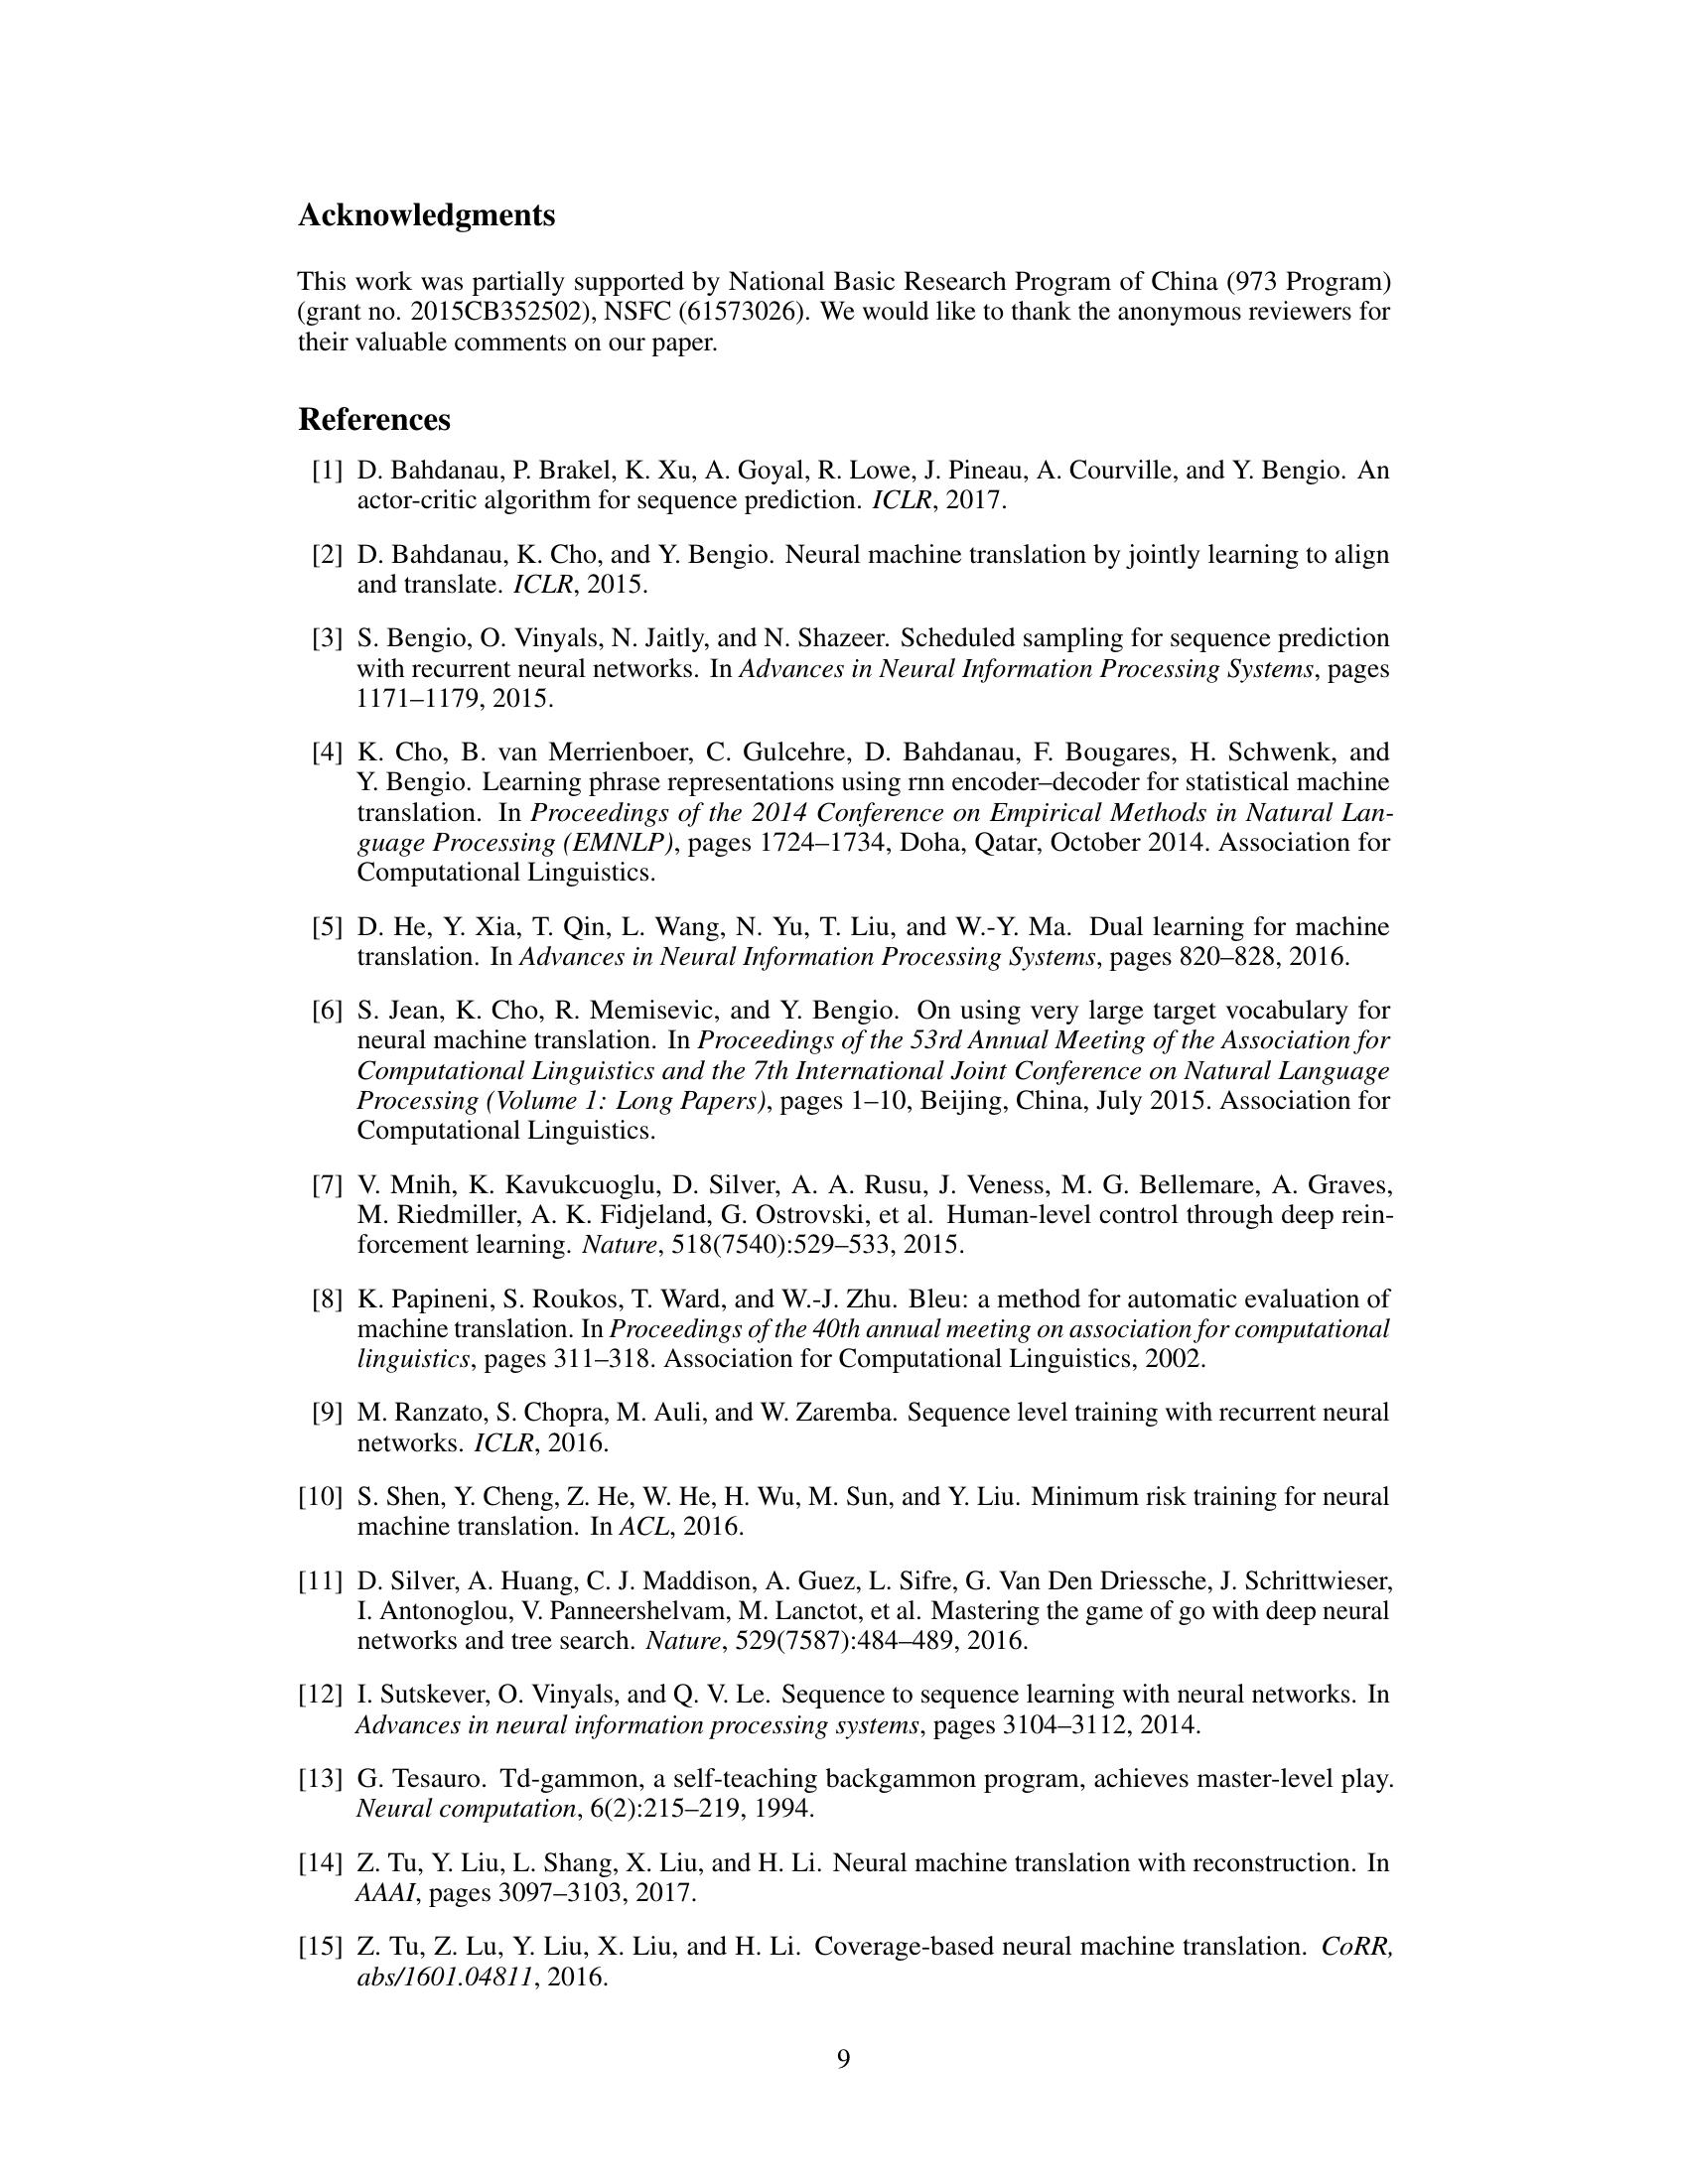 Acknowledgments
This work was partially supported by National Basic Research Program of China (973 Program)
(grant no. 2015CB352502), NSFC (61573026). We would like to thank the anonymous reviewers for
their valuable comments on our paper.
References
[1] D. Bahdanau, P. Brakel, K. Xu, A. Goyal, R. Lowe, J. Pineau, A. Courville, and Y. Bengio. An
actor-critic algorithm for sequence prediction. ICLR, 2017.
[2] D. Bahdanau, K. Cho, and Y. Bengio. Neural machine translation by jointly learning to align
and translate. ICLR, 2015.
[3] S. Bengio, O. Vinyals, N. Jaitly, and N. Shazeer. Scheduled sampling for sequence prediction
with recurrent neural networks. In Advances in Neural Information Processing Systems, pages
1171–1179, 2015.
[4] K. Cho, B. van Merrienboer, C. Gulcehre, D. Bahdanau, F. Bougares, H. Schwenk, and
Y. Bengio. Learning phrase representations using rnn encoder–decoder for statistical machine
translation. In Proceedings of the 2014 Conference on Empirical Methods in Natural Lan-
guage Processing (EMNLP), pages 1724–1734, Doha, Qatar, October 2014. Association for
Computational Linguistics.
[5] D. He, Y. Xia, T. Qin, L. Wang, N. Yu, T. Liu, and W.-Y. Ma. Dual learning for machine
translation. In Advances in Neural Information Processing Systems, pages 820–828, 2016.
[6] S. Jean, K. Cho, R. Memisevic, and Y. Bengio. On using very large target vocabulary for
neural machine translation. In Proceedings of the 53rd Annual Meeting of the Association for
Computational Linguistics and the 7th International Joint Conference on Natural Language
Processing (Volume 1: Long Papers), pages 1–10, Beijing, China, July 2015. Association for
Computational Linguistics.
[7] V. Mnih, K. Kavukcuoglu, D. Silver, A. A. Rusu, J. Veness, M. G. Bellemare, A. Graves,
M. Riedmiller, A. K. Fidjeland, G. Ostrovski, et al. Human-level control through deep rein-
forcement learning. Nature, 518(7540):529–533, 2015.
[8] K. Papineni, S. Roukos, T. Ward, and W.-J. Zhu. Bleu: a method for automatic evaluation of
machine translation. In Proceedings of the 40th annual meeting on association for computational
linguistics, pages 311–318. Association for Computational Linguistics, 2002.
[9] M. Ranzato, S. Chopra, M. Auli, and W. Zaremba. Sequence level training with recurrent neural
networks. ICLR, 2016.
[10] S. Shen, Y. Cheng, Z. He, W. He, H. Wu, M. Sun, and Y. Liu. Minimum risk training for neural
machine translation. In ACL, 2016.
[11] D. Silver, A. Huang, C. J. Maddison, A. Guez, L. Sifre, G. Van Den Driessche, J. Schrittwieser,
I. Antonoglou, V. Panneershelvam, M. Lanctot, et al. Mastering the game of go with deep neural
networks and tree search. Nature, 529(7587):484–489, 2016.
[12] I. Sutskever, O. Vinyals, and Q. V. Le. Sequence to sequence learning with neural networks. In
Advances in neural information processing systems, pages 3104–3112, 2014.
[13] G. Tesauro. Td-gammon, a self-teaching backgammon program, achieves master-level play.
Neural computation, 6(2):215–219, 1994.
[14] Z. Tu, Y. Liu, L. Shang, X. Liu, and H. Li. Neural machine translation with reconstruction. In
AAAI, pages 3097–3103, 2017.
[15] Z. Tu, Z. Lu, Y. Liu, X. Liu, and H. Li. Coverage-based neural machine translation. CoRR,
abs/1601.04811, 2016.
9